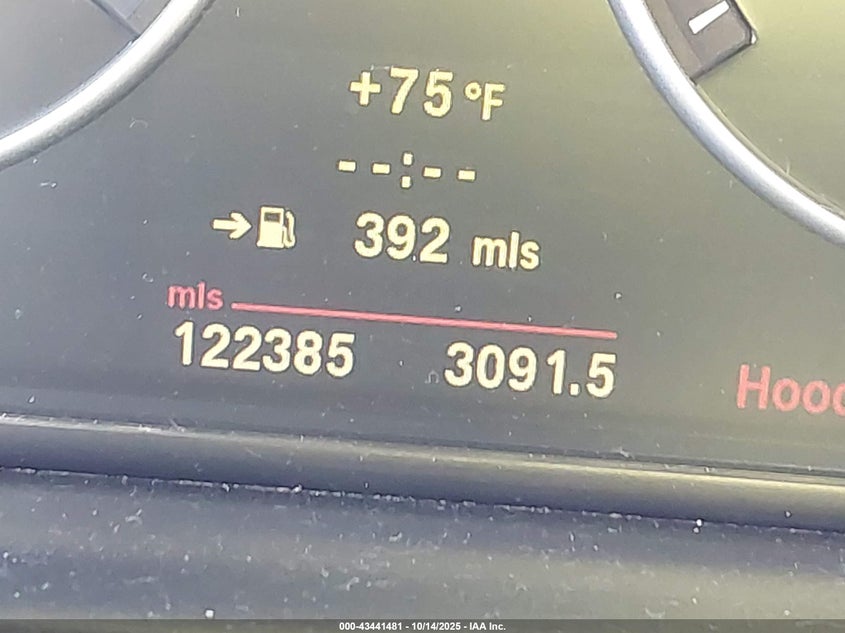 +75 °F
--:--
392 mls
mls
122385 3091.5
Hood
000-43441481 - 10/14/2025 - IAA Inc.